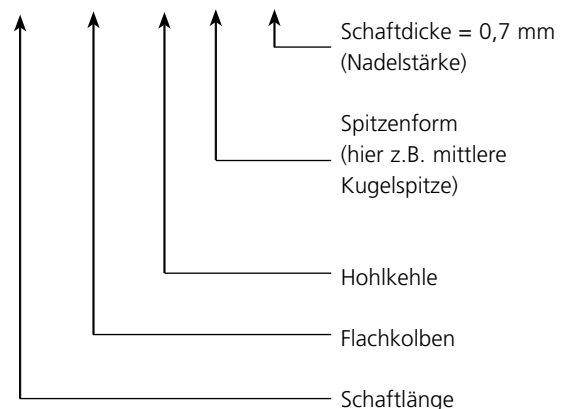 Schaftdicke = 0,7 mm
(Nadelstärke)
Spitzenform
(hier z.B. mittlere
Kugelspitze)
Hohlkehle
Flachkolben
Schaftlänge